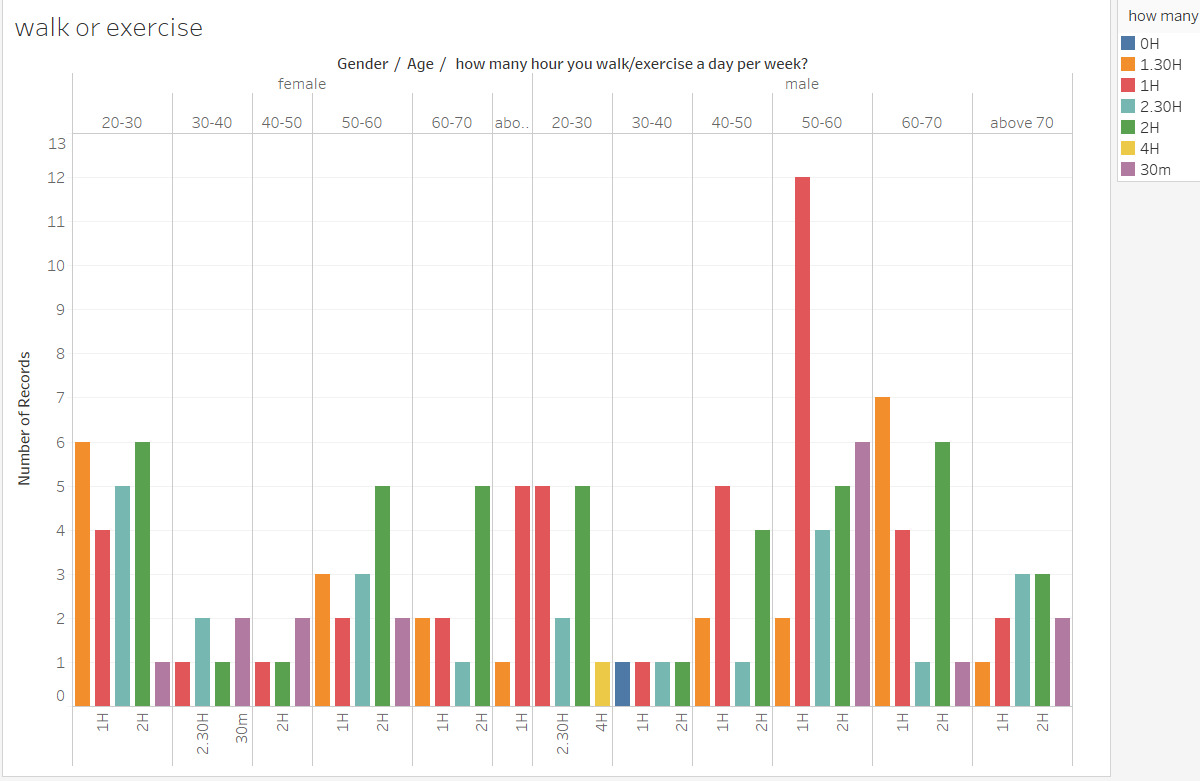 walk or exercise
how many
Gender / Age / how many hour you walk/exercise a day per week?
female
male
20-30 30-40 40-50 50-60 60-70 abo.. 20-30 30-40 40-50 50-60 60-70 above 70
0H
1.30H
1H
2.30H
2H
4H
30m
13
12
11
10
9
8
7
6
5
4
3
2
1
0
Number of Records
1H 2H 2.30H 30m 2H 1H 2H 1H 2H 1H 2.30H 4H 1H 2H 1H 2H 1H 2H 1H 2H 1H 2H